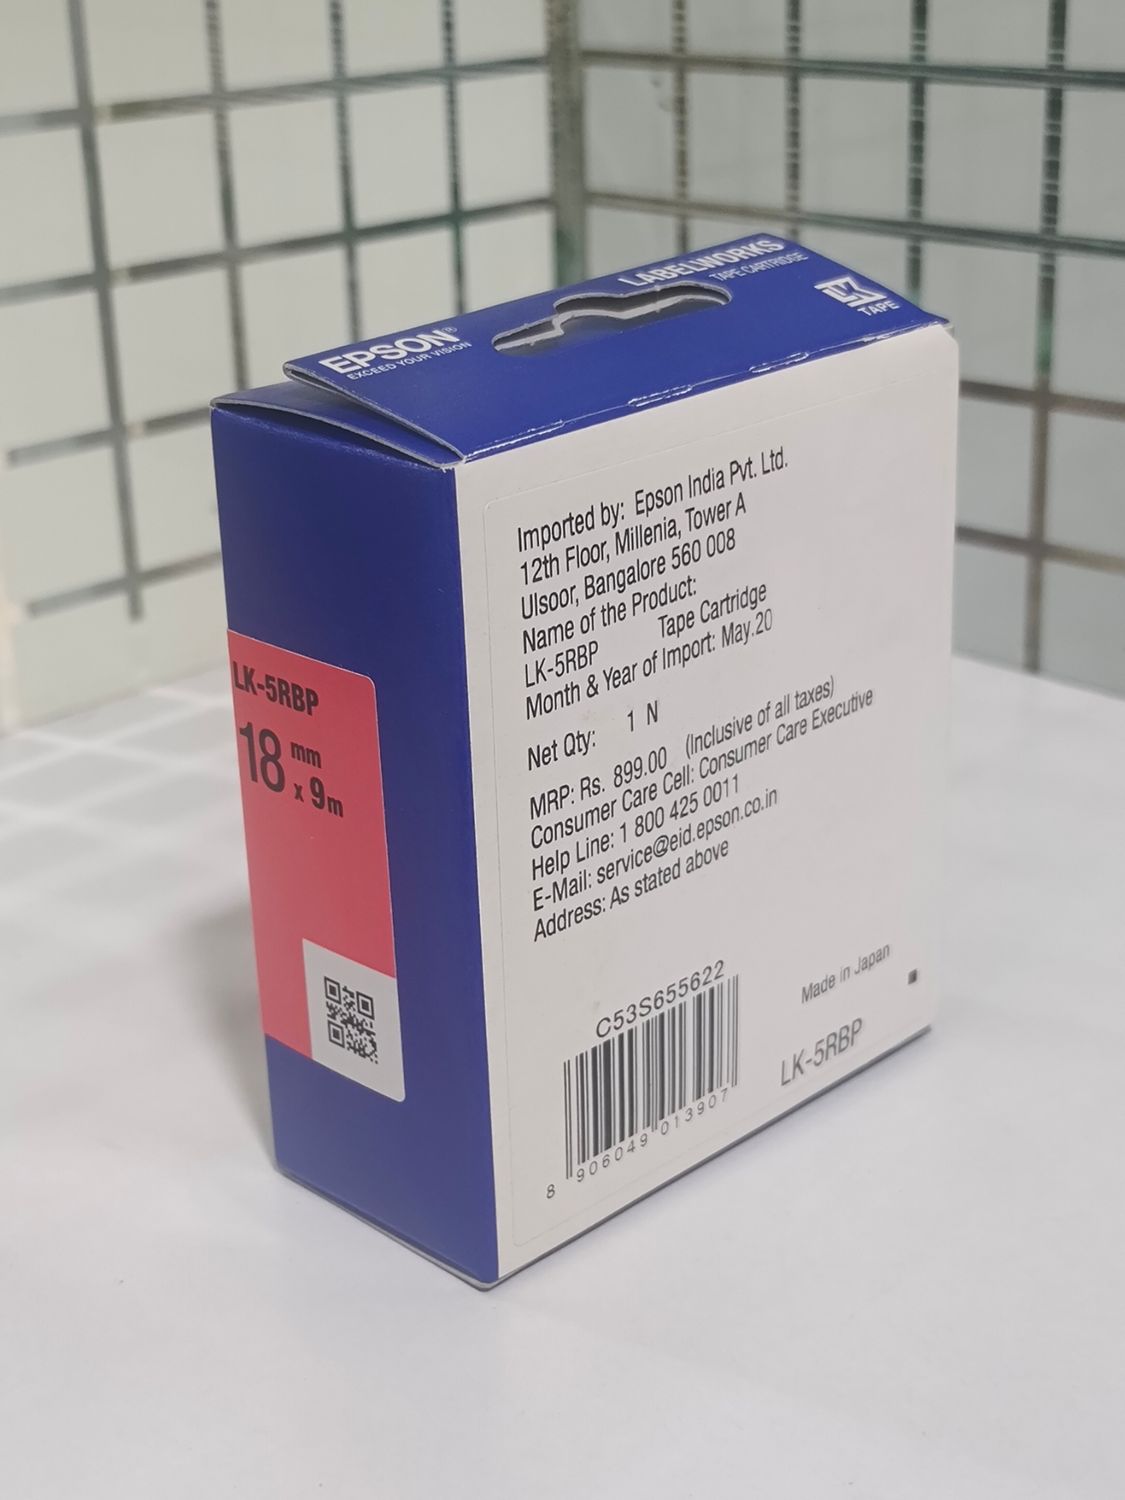 EPSON®
EXCEED YOUR VISION
LABELWORKS
TAPE CARTRIDGE
LK
TAPE
LK-5RBP
18 mm
x 9m
Imported by: Epson India Pvt. Ltd.
12th Floor, Millenia, Tower A
Ulsoor, Bangalore 560 008
Name of the Product:
LK-5RBP Tape Cartridge
Month & Year of Import: May.20
Net Qty: 1 N
MRP: Rs. 899.00 (Inclusive of all taxes)
Consumer Care Cell: Consumer Care Executive
Help Line: 1 800 425 0011
E-Mail: service@eid.epson.co.in
Address: As stated above
C53S655622
8 906049 013907
Made in Japan
LK-5RBP